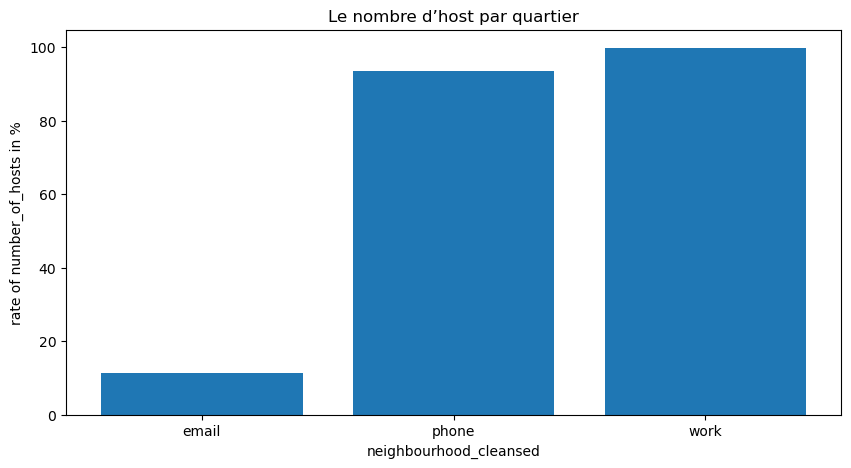 Le nombre d’host par quartier
rate of number_of_hosts in %
100
80
60
40
20
0
email phone work
neighbourhood_cleansed